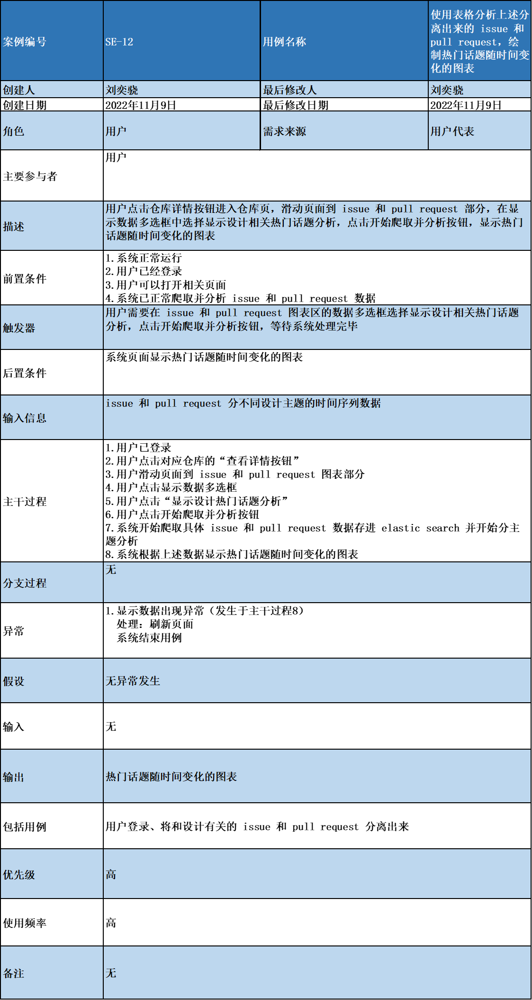 案例编号
SE-12
用例名称
使用表格分析上述分
离出来的 issue 和
pull request，绘
制热门话题随时间变
化的图表
创建人
刘奕骁
最后修改人
刘奕骁
创建日期
2022年11月9日
最后修改日期
2022年11月9日
角色
用户
需求来源
用户代表
主要参与者
用户
描述
用户点击仓库详情按钮进入仓库页，滑动页面到 issue 和 pull request 部分，在显
示数据多选框中选择显示设计相关热门话题分析，点击开始爬取并分析按钮，显示热门
话题随时间变化的图表
前置条件
1.系统正常运行
2.用户已经登录
3.用户可以打开相关页面
4.系统已正常爬取并分析 issue 和 pull request 数据
触发器
用户需要在 issue 和 pull request 图表区的数据多选框选择显示设计相关热门话题
分析，点击开始爬取并分析按钮，等待系统处理完毕
后置条件
系统页面显示热门话题随时间变化的图表
输入信息
issue 和 pull request 分不同设计主题的时间序列数据
主干过程
1.用户已登录
2.用户点击对应仓库的“查看详情按钮”
3.用户滑动页面到 issue 和 pull request 图表部分
4.用户点击显示数据多选框
5.用户点击“显示设计热门话题分析”
6.用户点击开始爬取并分析按钮
7.系统开始爬取具体 issue 和 pull request 数据存进 elastic search 并开始分主
题分析
8.系统根据上述数据显示热门话题随时间变化的图表
分支过程
无
异常
1.显示数据出现异常（发生于主干过程8）
处理：刷新页面
系统结束用例
假设
无异常发生
输入
无
输出
热门话题随时间变化的图表
包括用例
用户登录、将和设计有关的 issue 和 pull request 分离出来
优先级
高
使用频率
高
备注
无